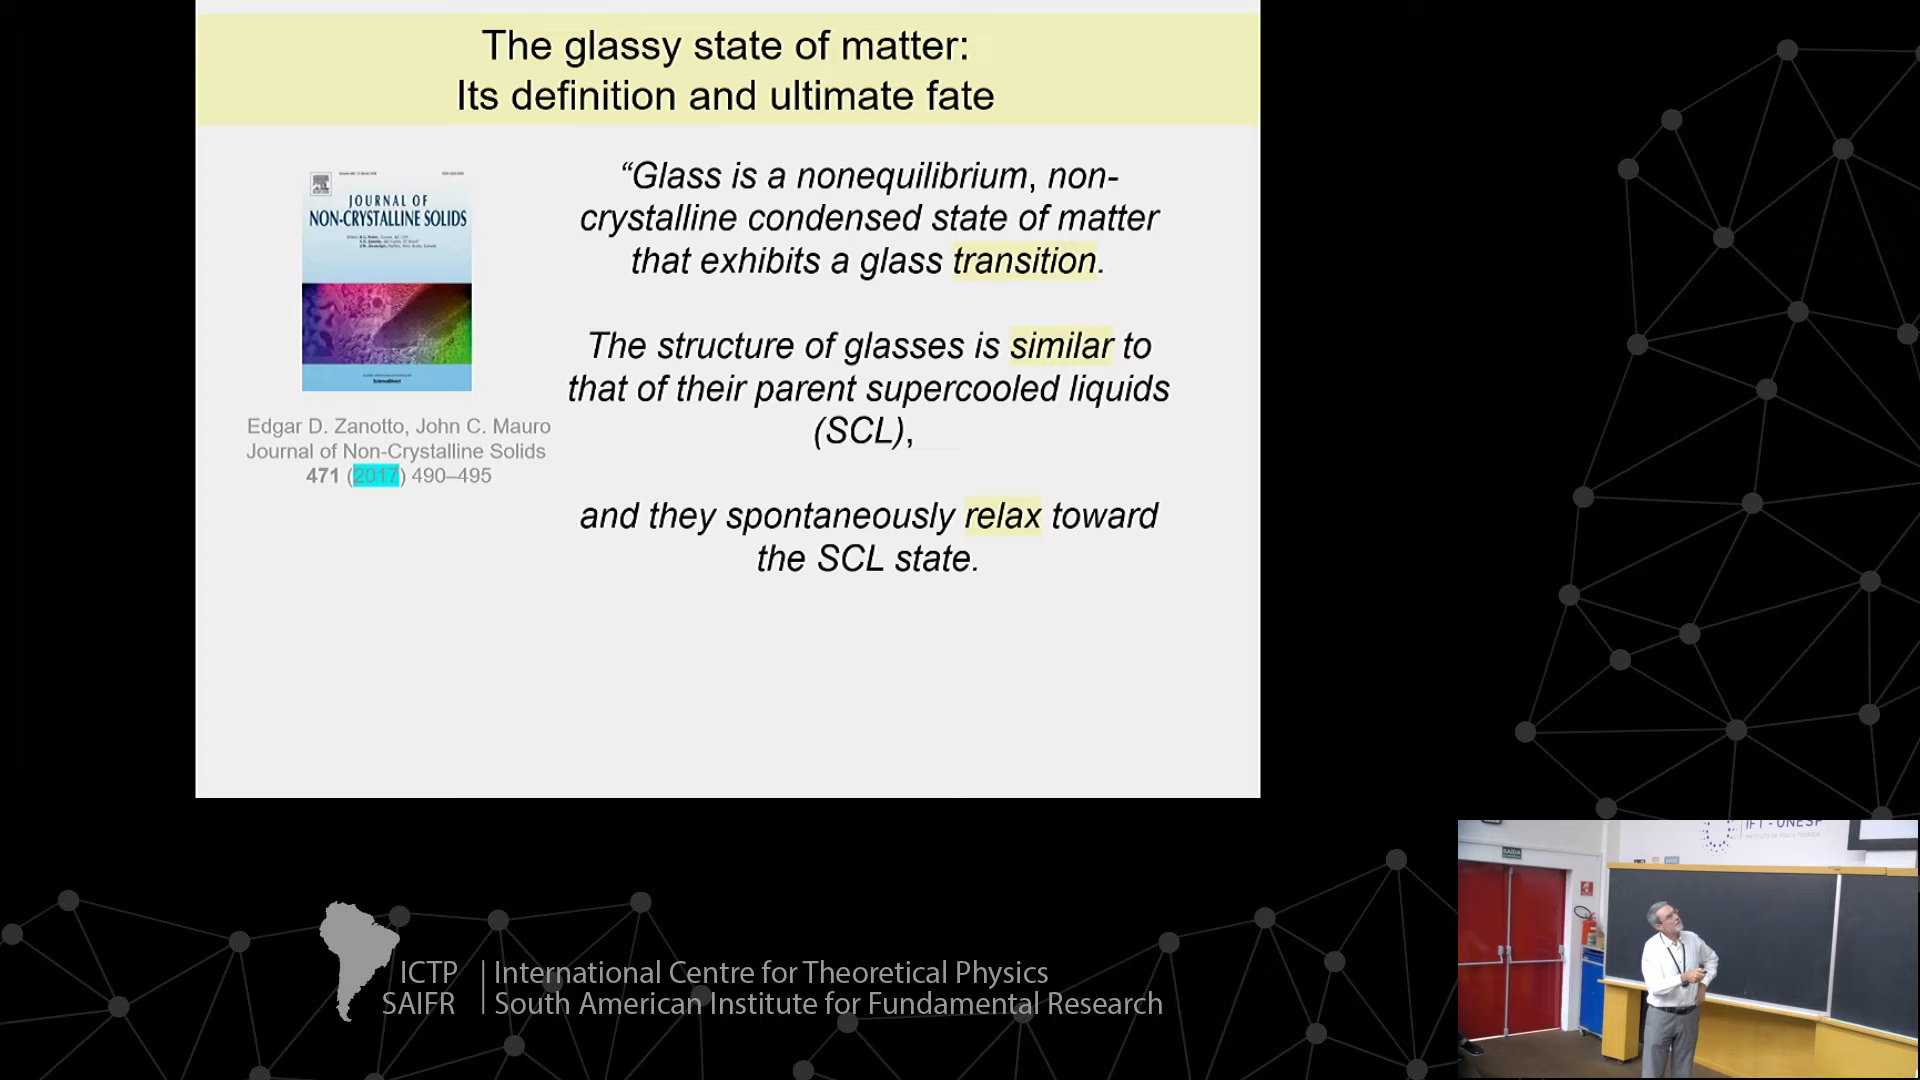 The glassy state of matter:
Its definition and ultimate fate
JOURNAL OF
NON-CRYSTALLINE SOLIDS
ScienceDirect
Edgar D. Zanotto, John C. Mauro
Journal of Non-Crystalline Solids
471 (2017) 490–495
“Glass is a nonequilibrium, non-
crystalline condensed state of matter
that exhibits a glass transition.
The structure of glasses is similar to
that of their parent supercooled liquids
(SCL),
and they spontaneously relax toward
the SCL state.
IFT - UNESP
SAÍDA
ICTP
SAIFR
International Centre for Theoretical Physics
South American Institute for Fundamental Research